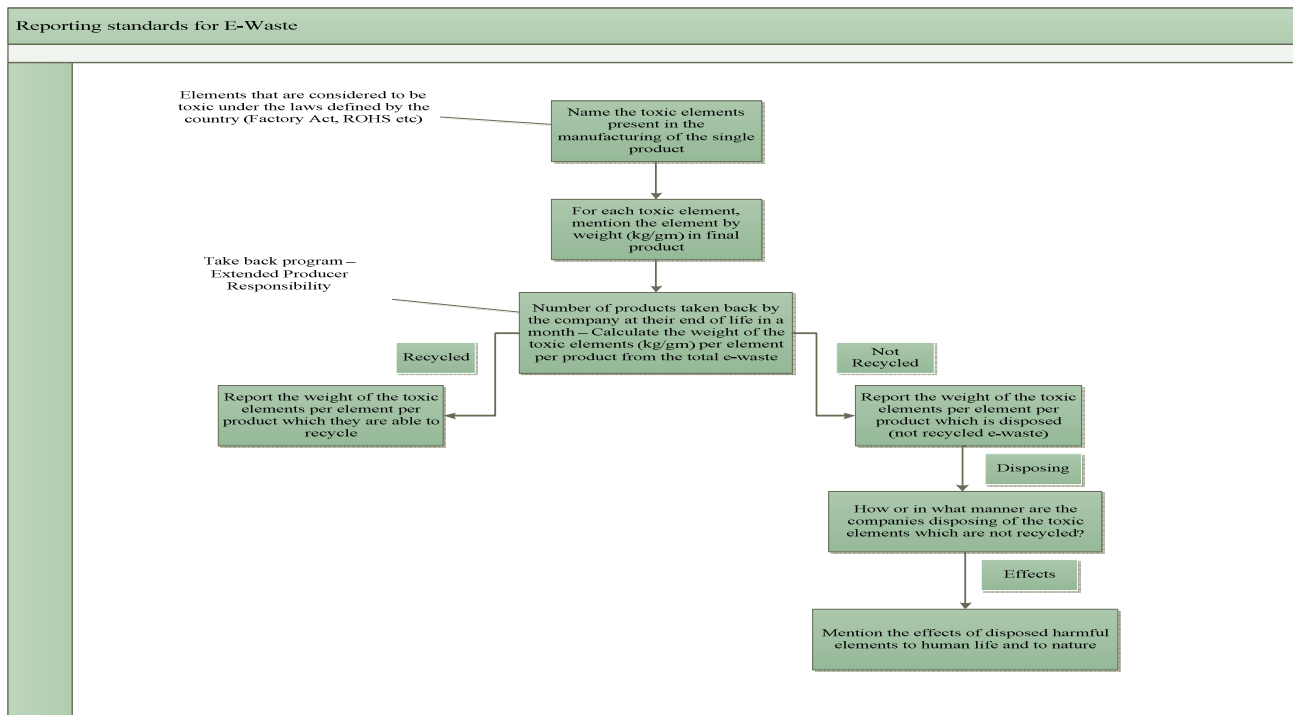 Reporting standards for E-Waste
Elements that are considered to be
toxic under the laws defined by the
country (Factory Act, ROHS etc)
Name the toxic elements
present in the
manufacturing of the single
product
For each toxic element,
mention the element by
weight (kg/gm) in final
product
Take back program –
Extended Producer
Responsibility
Number of products taken back by
the company at their end of life in a
month – Calculate the weight of the
toxic elements (kg/gm) per element
per product from the total e-waste
Recycled
Not
Recycled
Report the weight of the toxic
elements per element per
product which they are able to
recycle
Report the weight of the toxic
elements per element per
product which is disposed
(not recycled e-waste)
Disposing
How or in what manner are the
companies disposing of the toxic
elements which are not recycled?
Effects
Mention the effects of disposed harmful
elements to human life and to nature